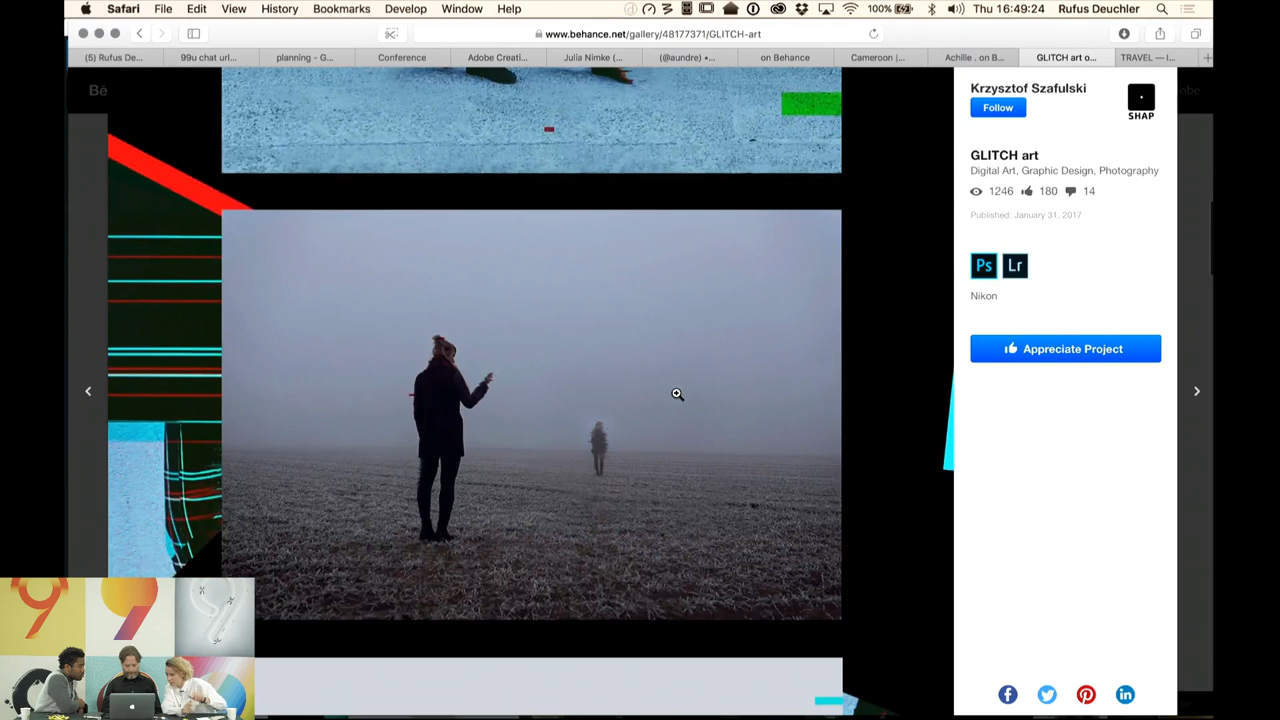 Safari File Edit View History Bookmarks Develop Window Help 100% Thu 16:49:24 Rufus Deuchler
www.behance.net/gallery/48177371/GLITCH-art
(5) Rufus De... 99u chat url... planning - G... Conference Adobe Creati... Julia Nimke (... (@aundre) •... on Behance Cameroon |... Achille . on B... GLITCH art o... TRAVEL — I...
Bē
Krzysztof Szafulski
Follow
SHAP
GLITCH art
Digital Art, Graphic Design, Photography
1246 180 14
Published: January 31, 2017
Ps Lr
Nikon
Appreciate Project
9 9 9